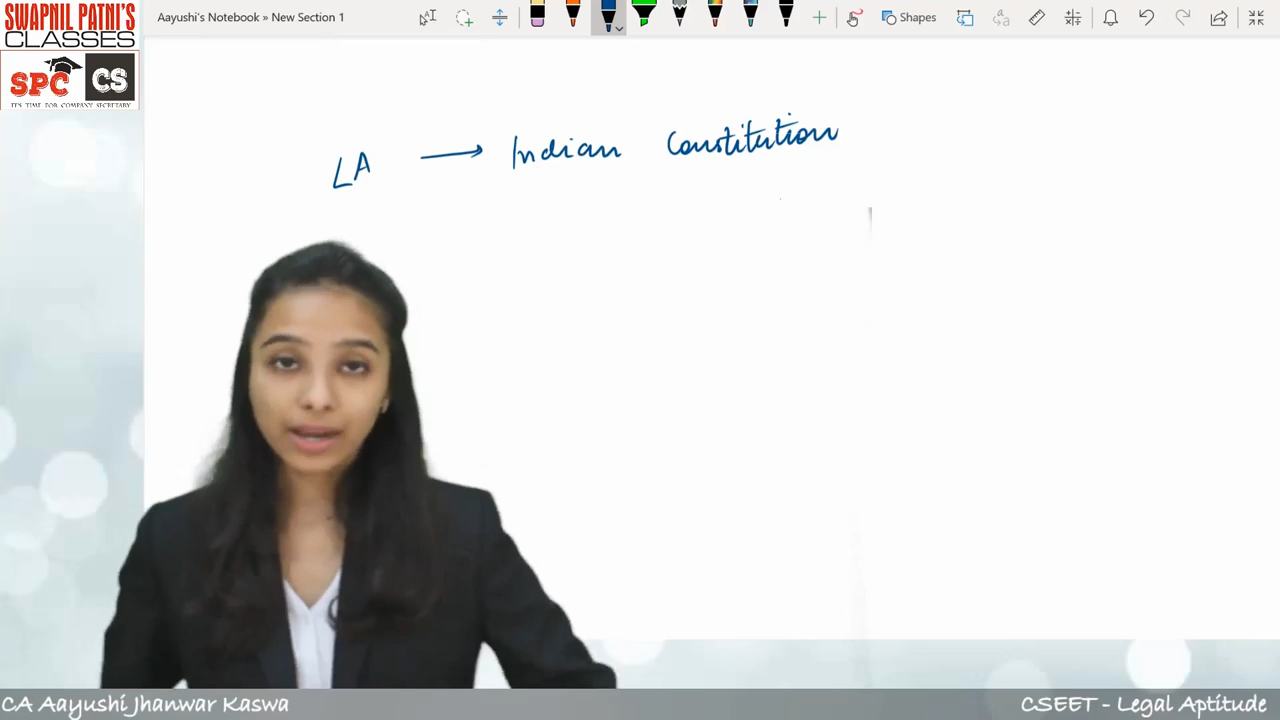 SWAPNIL PATNI'S
CLASSES
SPC CS
IT'S TIME FOR COMPANY SECRETARY
Aayushi's Notebook » New Section 1
Shapes
LA → Indian Constitution
CA Aayushi Jhanwar Kaswa
CSEET - Legal Aptitude